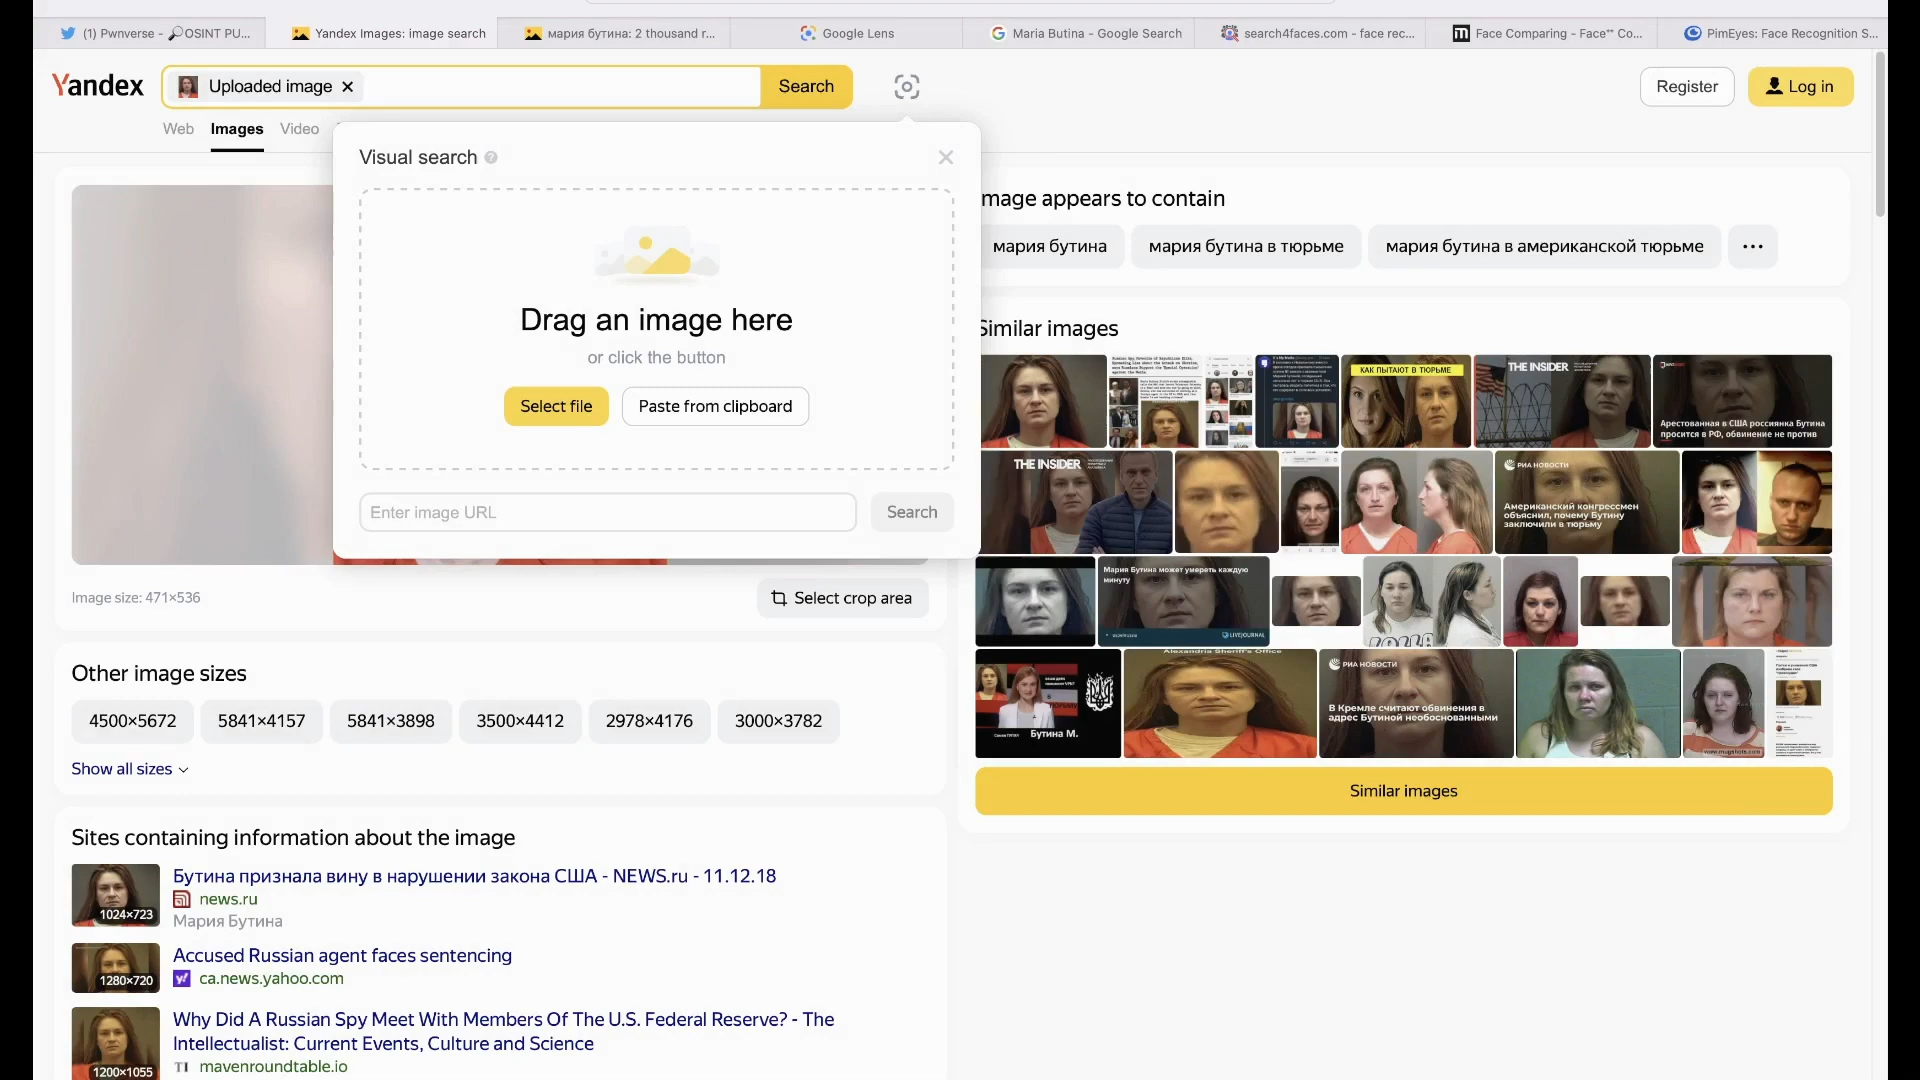 (1) Pwnverse - 🔎OSINT PU...
Yandex Images: image search
мария бутина: 2 thousand r...
Google Lens
Maria Butina - Google Search
search4faces.com - face rec...
Face Comparing - Face** Co...
PimEyes: Face Recognition S...
Yandex
Uploaded image
Search
Register
Log in
Web
Images
Video
Visual search
Drag an image here
or click the button
Select file
Paste from clipboard
Enter image URL
Search
mage appears to contain
мария бутина
мария бутина в тюрьме
мария бутина в американской тюрьме
Similar images
КАК ПЫТАЮТ В ТЮРЬМЕ
THE INSIDER
Арестованная в США россиянка Бутина
просится в РФ, обвинение не против
THE INSIDER
РИА НОВОСТИ
Американский конгрессмен
объяснил, почему Бутину
заключили в тюрьму
Мария Бутина может умереть каждую
минуту
LIVEJOURNAL
Alexandria Sheriff's Office
Бутина М.
РИА НОВОСТИ
В Кремле считают обвинения в
адрес Бутиной необоснованными
www.mugshots.com
Similar images
Image size: 471×536
Select crop area
Other image sizes
4500×5672
5841×4157
5841×3898
3500×4412
2978×4176
3000×3782
Show all sizes
Sites containing information about the image
1024×723
Бутина признала вину в нарушении закона США - NEWS.ru - 11.12.18
news.ru
Мария Бутина
1280×720
Accused Russian agent faces sentencing
ca.news.yahoo.com
1200×1055
Why Did A Russian Spy Meet With Members Of The U.S. Federal Reserve? - The
Intellectualist: Current Events, Culture and Science
TI mavenroundtable.io